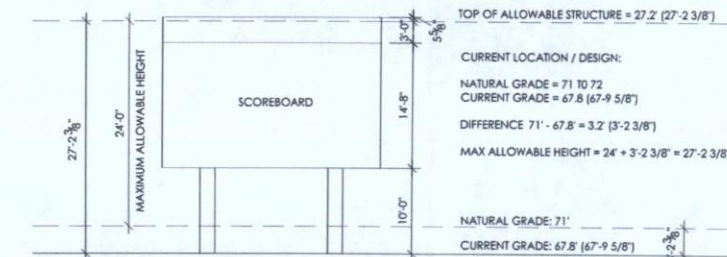 TOP OF ALLOWABLE STRUCTURE = 27.2' (27'-2 3/8")
3'-0"
5 5/8"
CURRENT LOCATION / DESIGN:
NATURAL GRADE = 71 TO 72
CURRENT GRADE = 67.8 (67-9 5/8")
DIFFERENCE 71' - 67.8' = 3.2' (3'-2 3/8")
MAX ALLOWABLE HEIGHT = 24' + 3'-2 3/8" = 27'-2 3/8"
27'-2 3/8"
24'-0"
MAXIMUM ALLOWABLE HEIGHT
SCOREBOARD
14'-8"
10'-0"
NATURAL GRADE: 71'
CURRENT GRADE: 67.8' (67'-9 5/8")